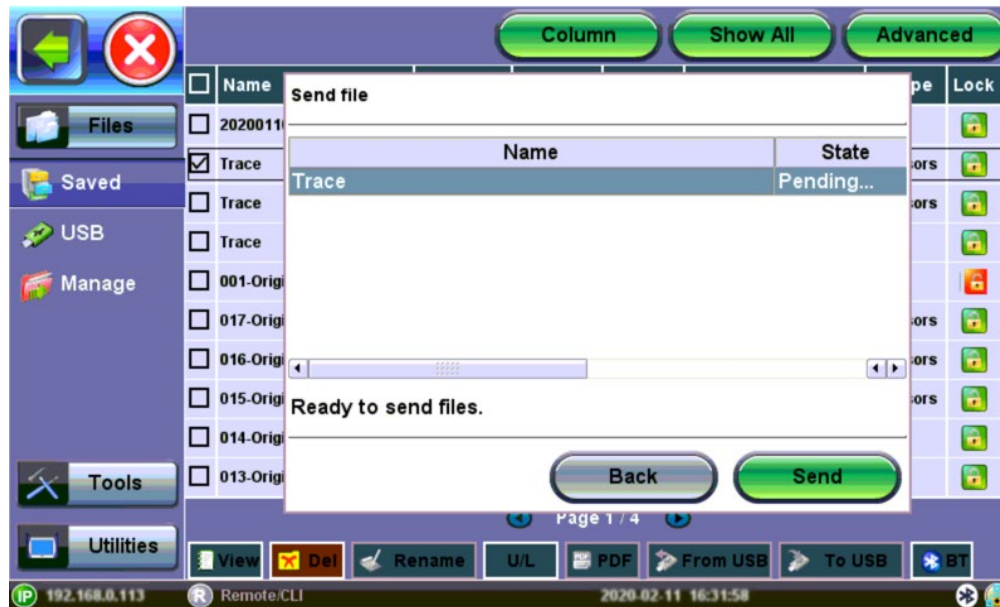 Column Show All Advanced
Name pe Lock
Send file
Files
2020011
Name State
Trace ors
Trace Pending...
Saved
Trace ors
USB
Trace
Manage
001-Origi
017-Origi ors
016-Origi ors
015-Origi ors
Ready to send files.
014-Origi
Tools
013-Origi
Back Send
Page 1 / 4
Utilities
View Del Rename U/L PDF From USB To USB BT
IP 192.168.0.113 R Remote/CLI 2020-02-11 16:31:58